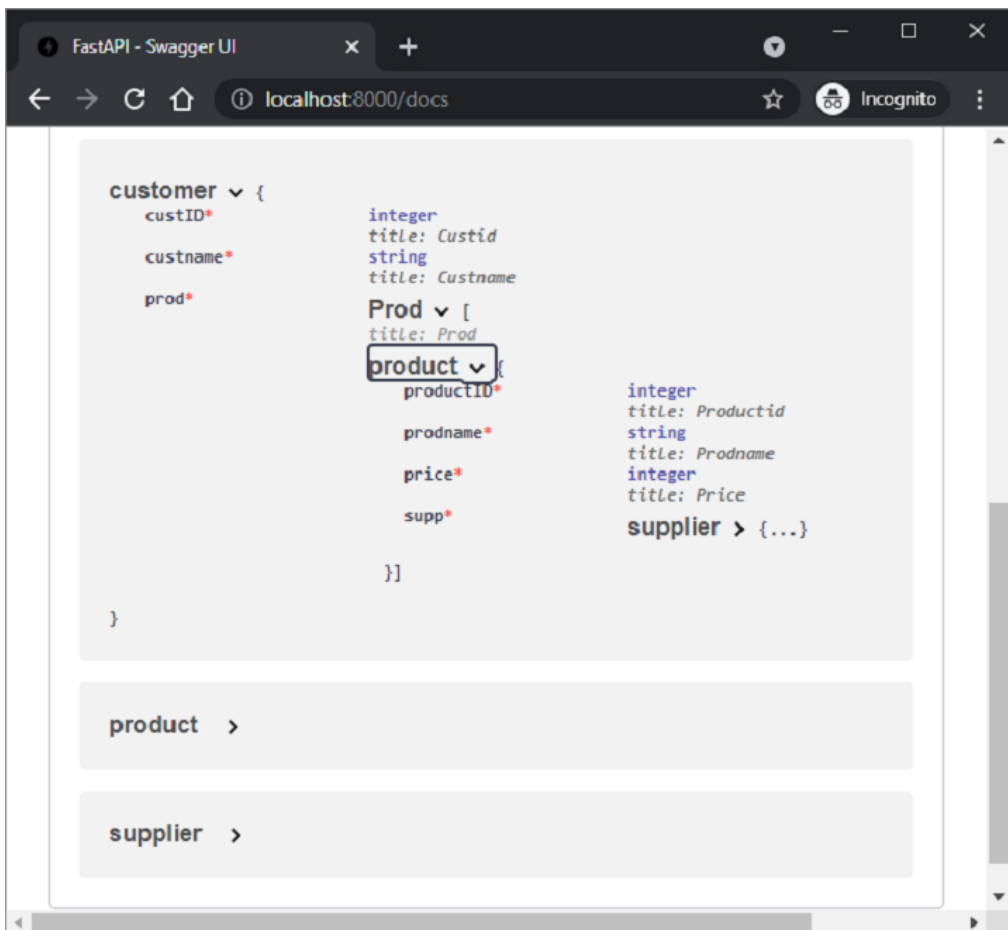 FastAPI - Swagger UI
localhost:8000/docs
Incognito
customer {
custID*
integer
title: Custid
custname*
string
title: Custname
prod*
Prod [
title: Prod
product {
productID*
integer
title: Productid
prodname*
string
title: Prodname
price*
integer
title: Price
supp*
supplier {...}
}]
}
product
supplier